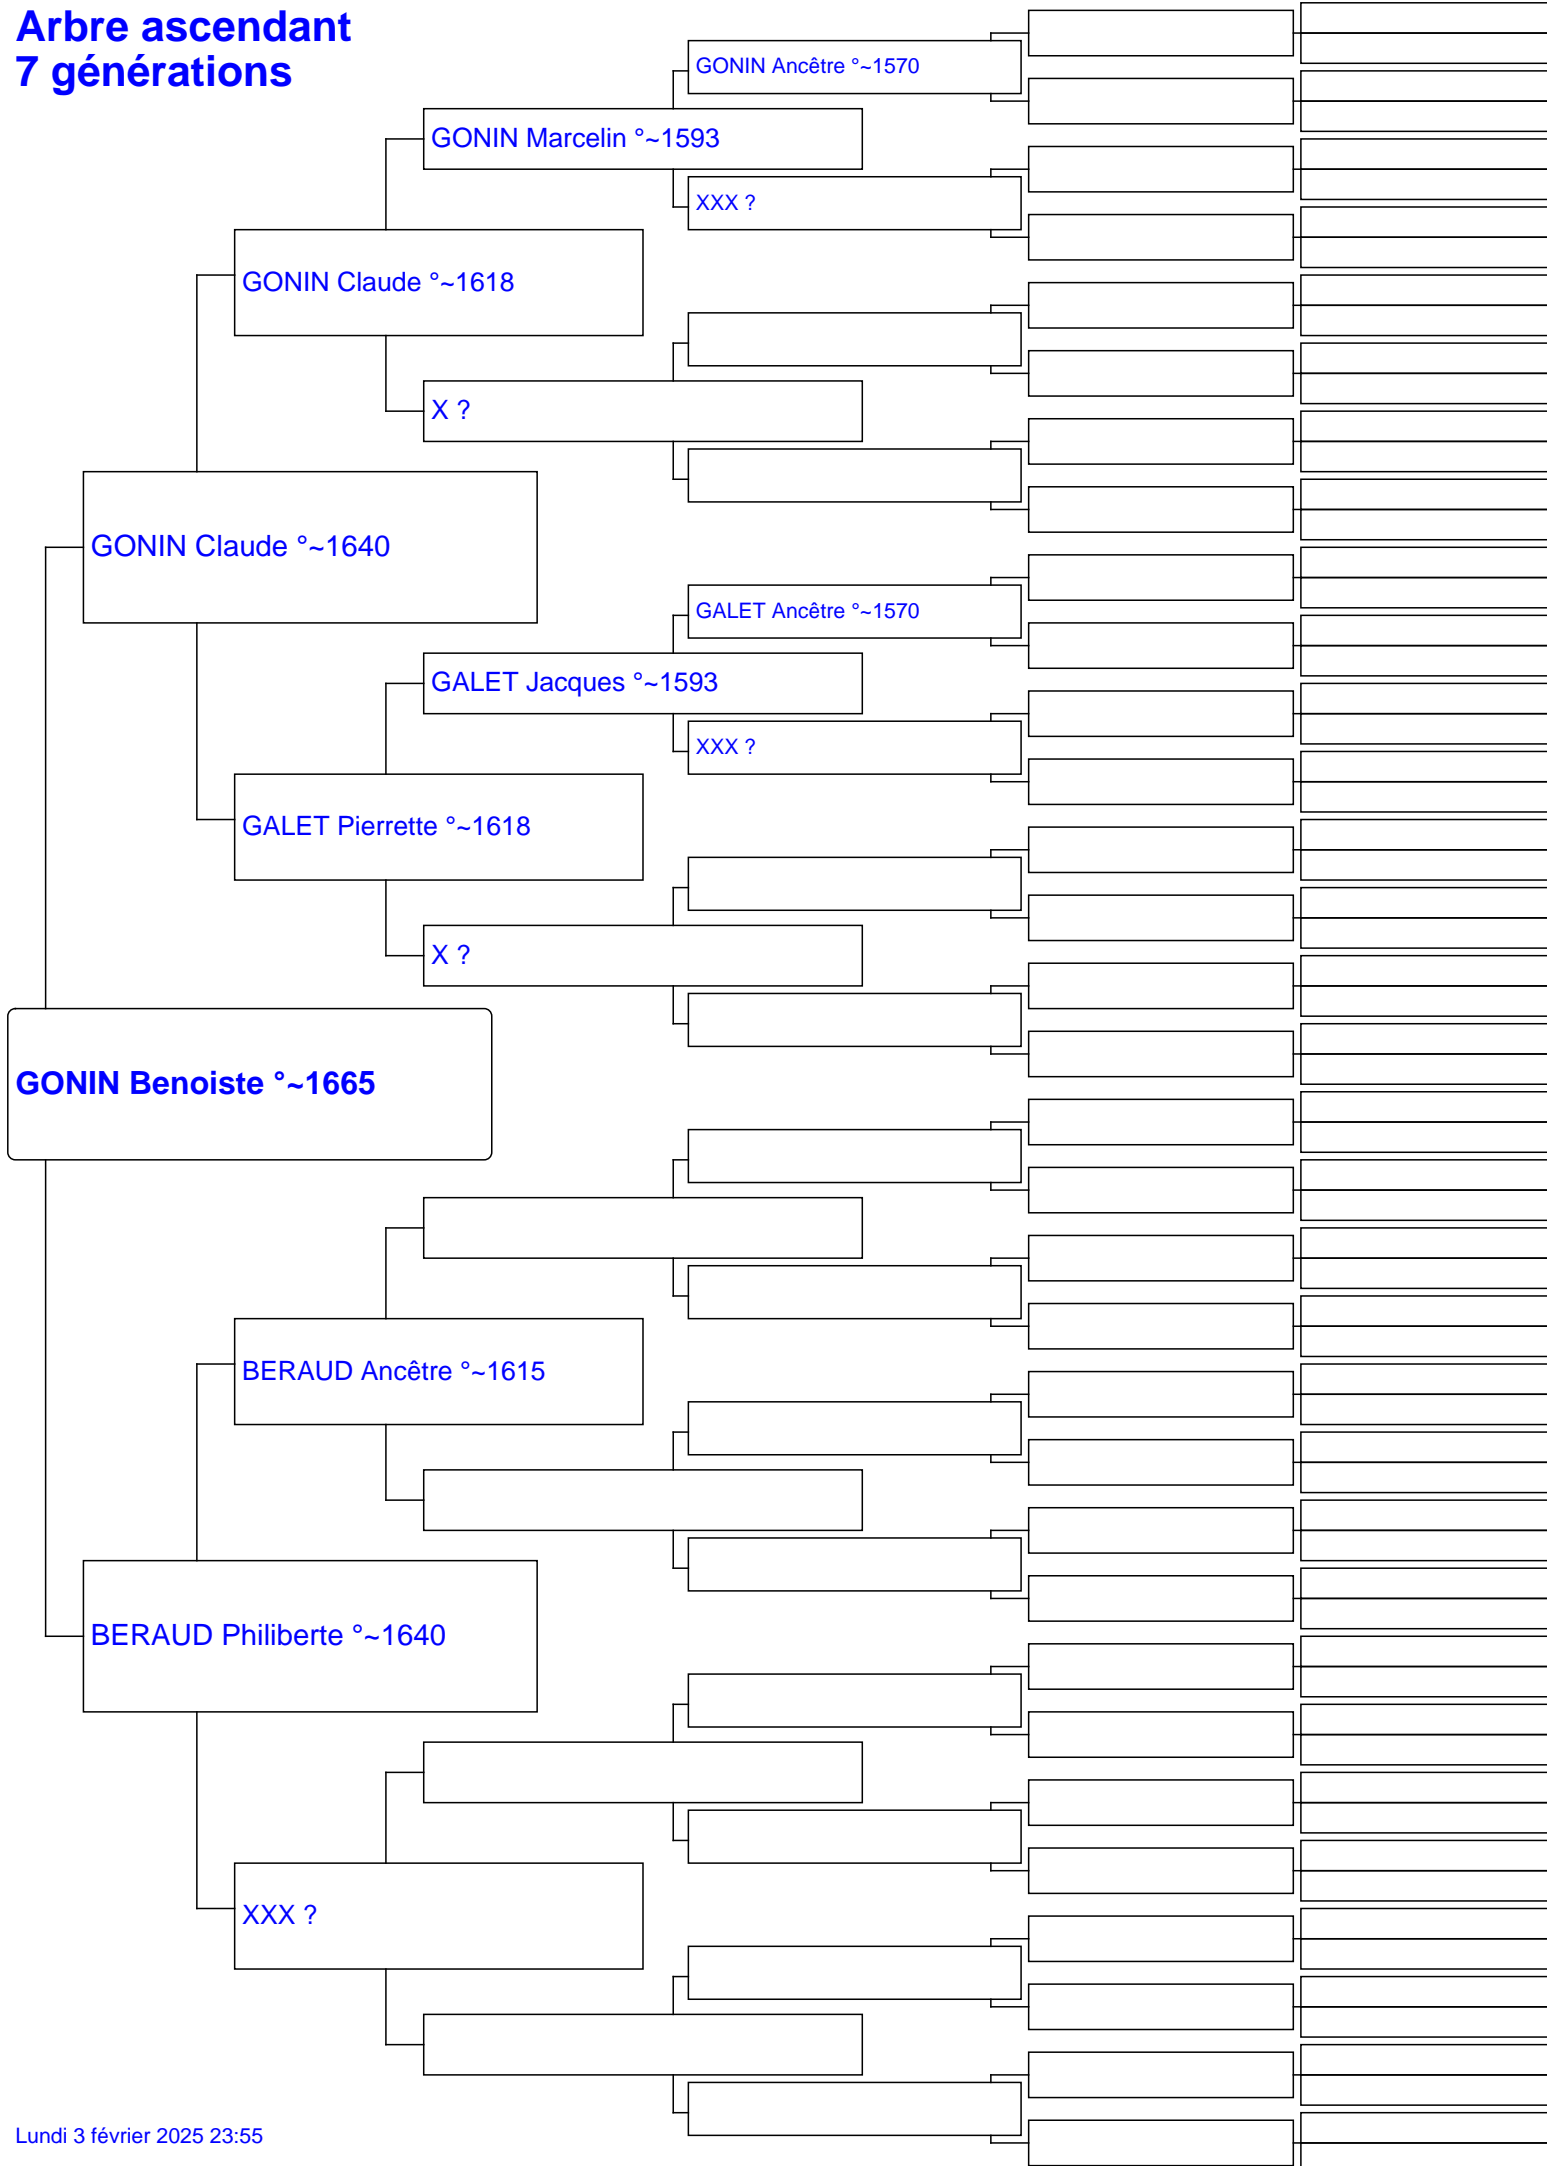 Arbre ascendant
7 générations
GONIN Ancêtre °~1570
GONIN Marcelin °~1593
XXX ?
GONIN Claude °~1618
X ?
GONIN Claude °~1640
GALET Ancêtre °~1570
GALET Jacques °~1593
XXX ?
GALET Pierrette °~1618
X ?
GONIN Benoiste °~1665
BERAUD Ancêtre °~1615
BERAUD Philiberte °~1640
XXX ?
Lundi 3 février 2025 23:55